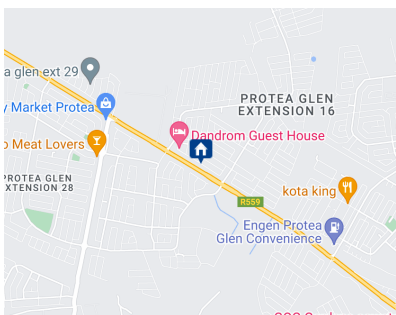 a glen ext 29
y Market Protea
PROTEA GLEN
EXTENSION 16
Dandrom Guest House
o Meat Lovers
PROTEA GLEN
XTENSION 28
kota king
R559
Engen Protea
Glen Convenience